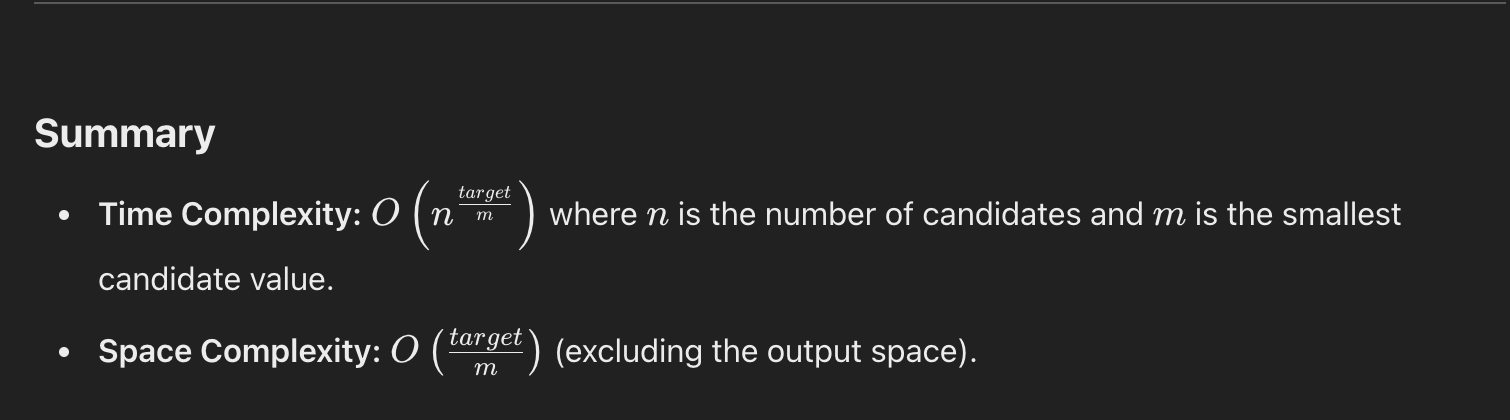 Summary
• Time Complexity: $O\left(n^{\frac{target}{m}}\right)$ where $n$ is the number of candidates and $m$ is the smallest
candidate value.
• Space Complexity: $O\left(\frac{target}{m}\right)$ (excluding the output space).